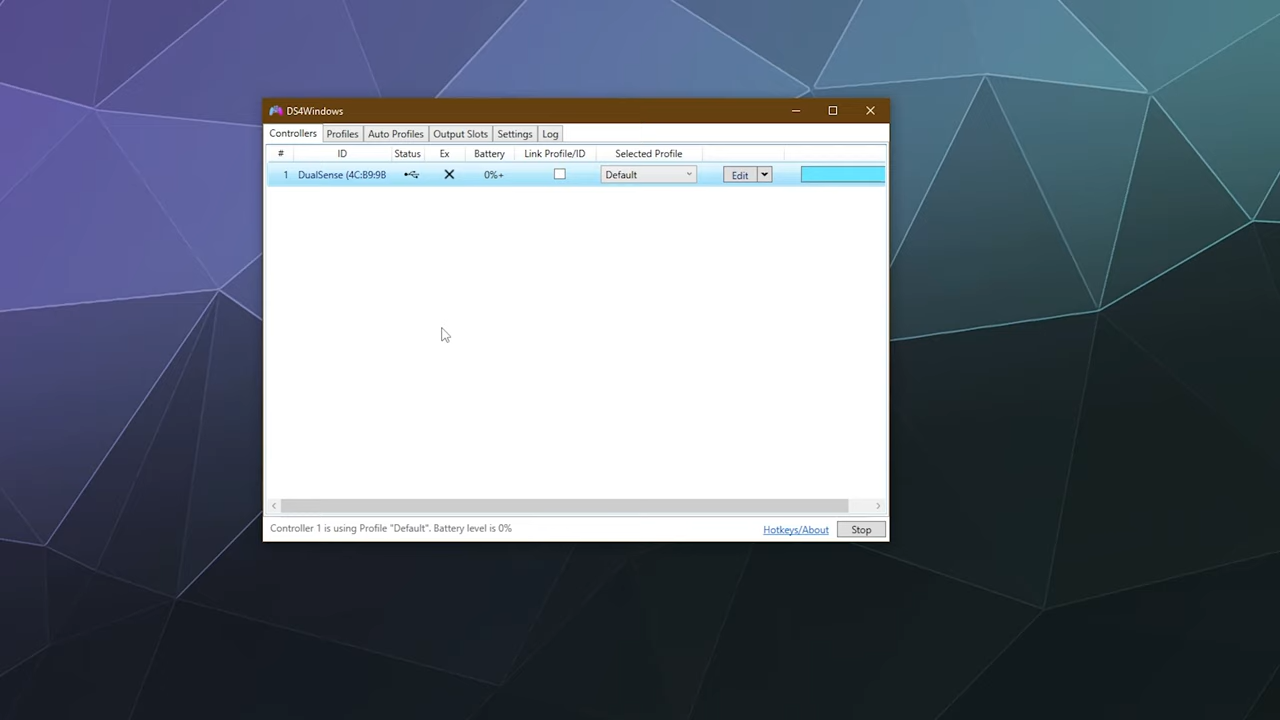 DS4Windows
Controllers Profiles Auto Profiles Output Slots Settings Log
# ID Status Ex Battery Link Profile/ID Selected Profile
1 DualSense (4C:B9:9B 0%+ Default Edit
Controller 1 is using Profile "Default". Battery level is 0% Hotkeys/About Stop